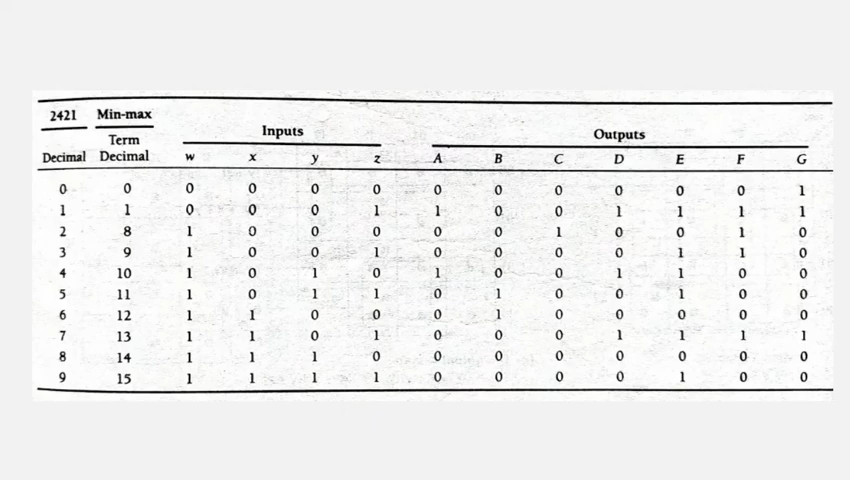 2421 Min-max
Inputs Outputs
Term
Decimal Decimal w x y z A B C D E F G
0 0 0 0 0 0 0 0 0 0 0 0 1
1 1 0 0 0 1 1 0 0 1 1 1 1
2 8 1 0 0 0 0 0 1 0 0 1 0
3 9 1 0 0 1 0 0 0 0 1 1 0
4 10 1 0 1 0 1 0 0 1 1 0 0
5 11 1 0 1 1 0 1 0 0 1 0 0
6 12 1 1 0 0 0 1 0 0 0 0 0
7 13 1 1 0 1 0 0 0 1 1 1 1
8 14 1 1 1 0 0 0 0 0 0 0 0
9 15 1 1 1 1 0 0 0 0 1 0 0